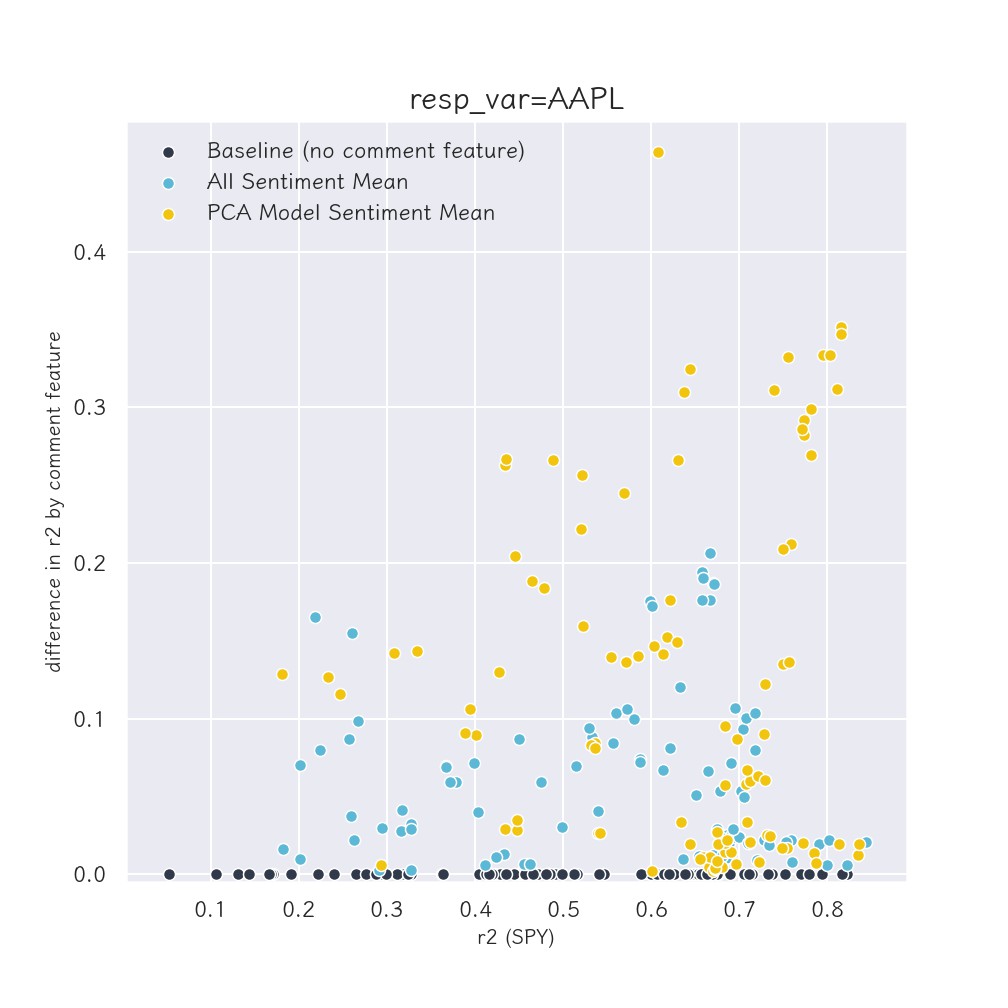 resp_var=AAPL
Baseline (no comment feature)
All Sentiment Mean
PCA Model Sentiment Mean
difference in r2 by comment feature
0.4
0.3
0.2
0.1
0.0
0.1 0.2 0.3 0.4 0.5 0.6 0.7 0.8
r2 (SPY)